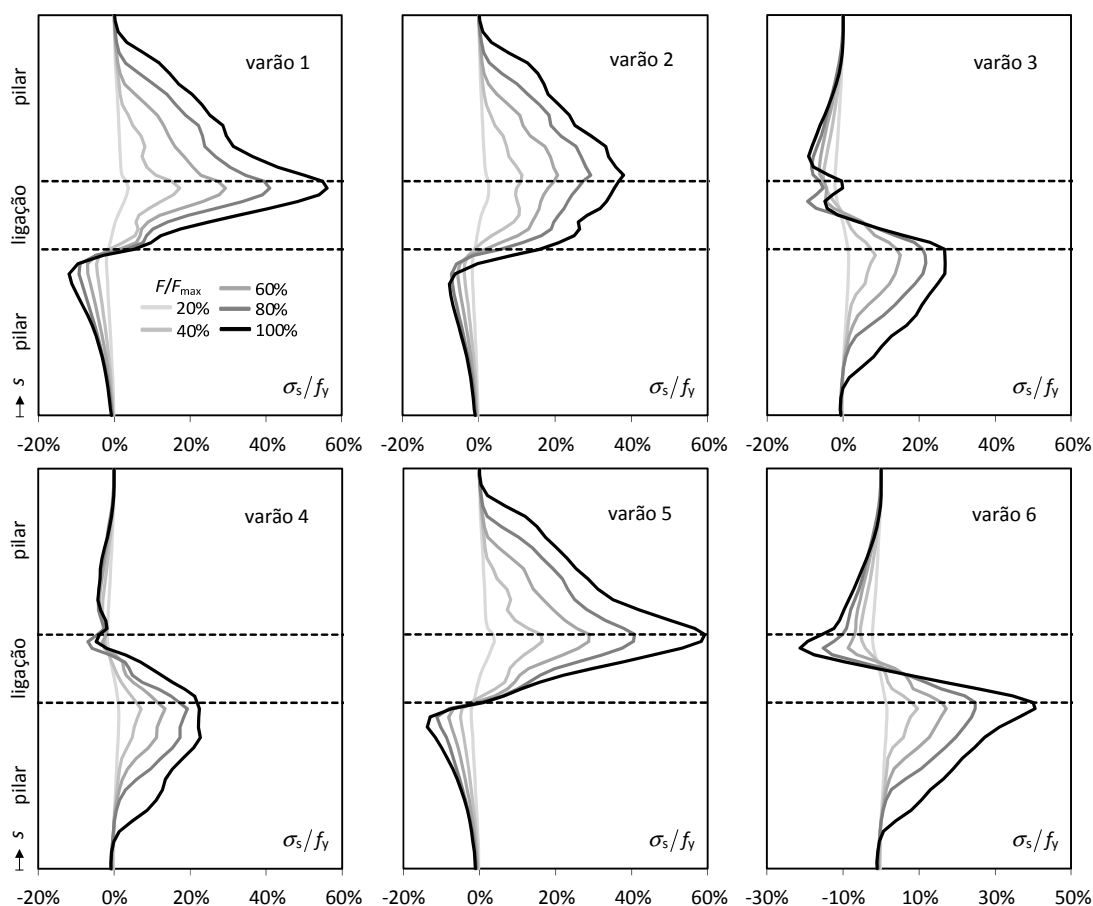 varão 1
varão 2
varão 3
pilar
ligação
pilar
s
F/Fmax
20%
40%
60%
80%
100%
σs/fy
σs/fy
σs/fy
-20% 0% 20% 40% 60%
-20% 0% 20% 40% 60%
-20% 0% 20% 40% 60%
varão 4
varão 5
varão 6
pilar
ligação
pilar
s
σs/fy
σs/fy
σs/fy
-20% 0% 20% 40% 60%
-20% 0% 20% 40% 60%
-30% -10% 10% 30% 50%